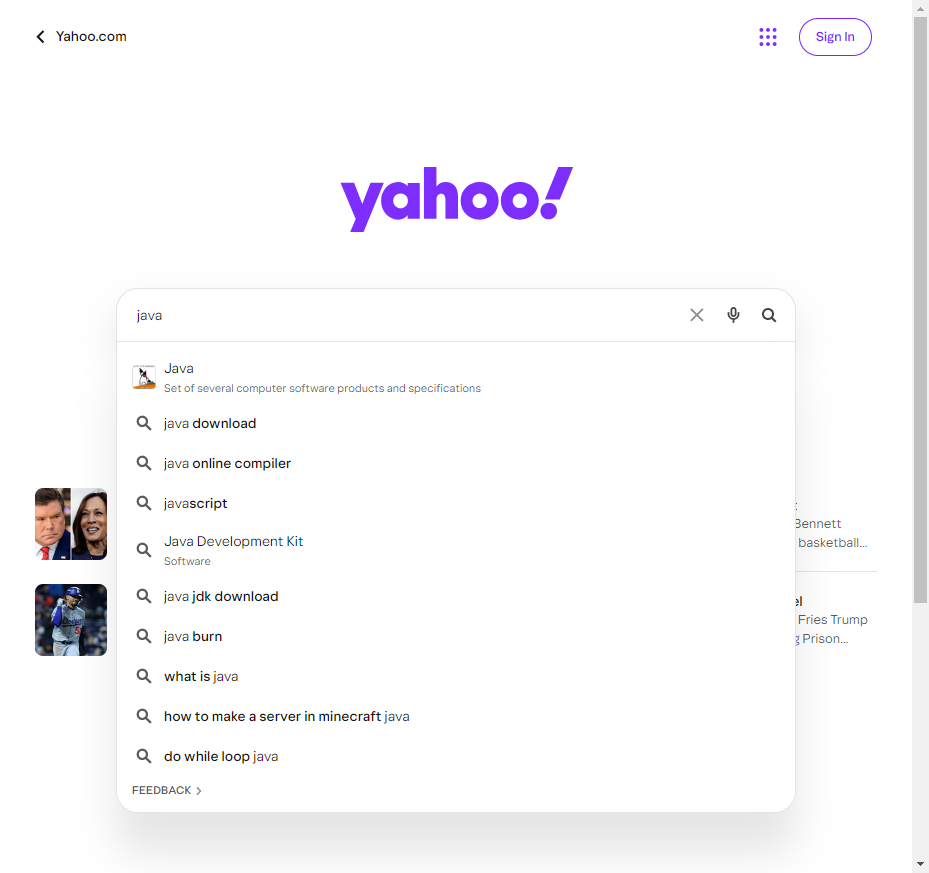 Yahoo.com
Sign In
yahoo!
java
Java
Set of several computer software products and specifications
java download
java online compiler
javascript
Java Development Kit
Software
java jdk download
java burn
what is java
how to make a server in minecraft java
do while loop java
FEEDBACK
Bennett
basketball...
Fries Trump
Prison...